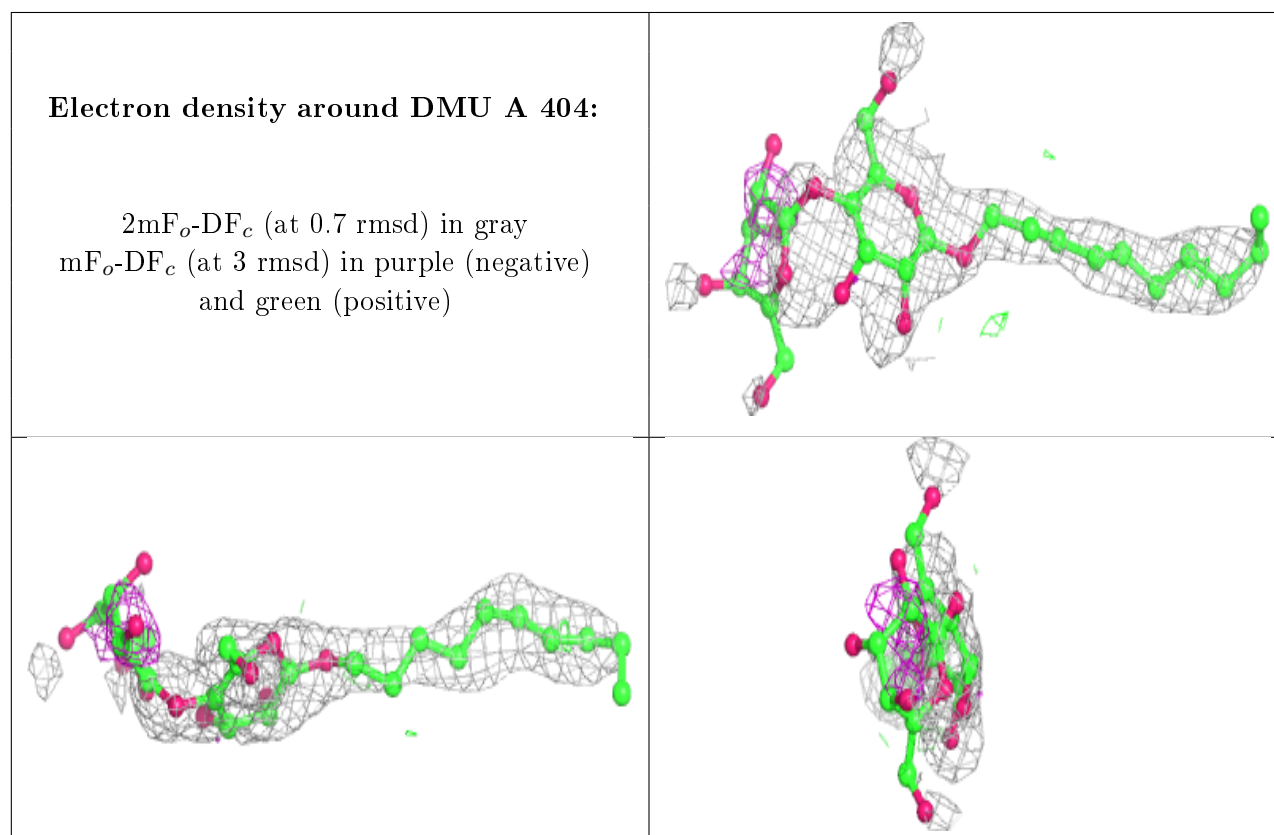 Electron density around DMU A 404:
2mFₒ-DF𝒸 (at 0.7 rmsd) in gray
mFₒ-DF𝒸 (at 3 rmsd) in purple (negative)
and green (positive)